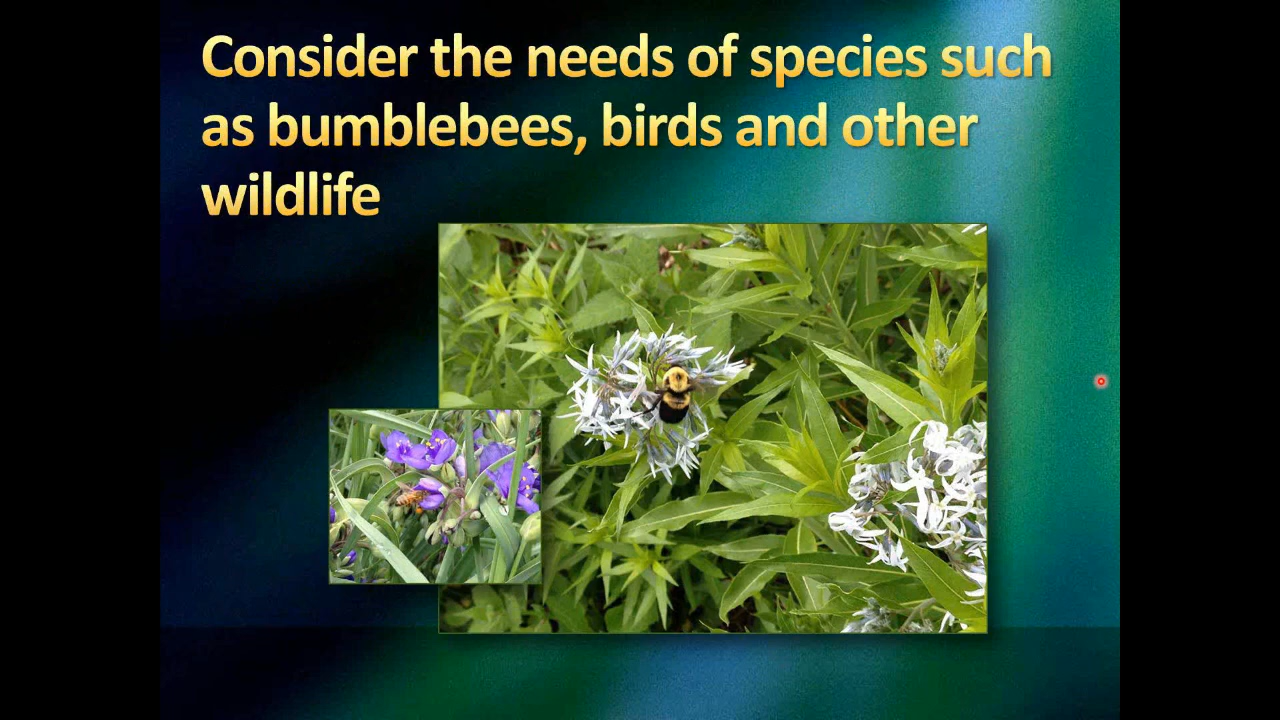 Consider the needs of species such
as bumblebees, birds and other
wildlife